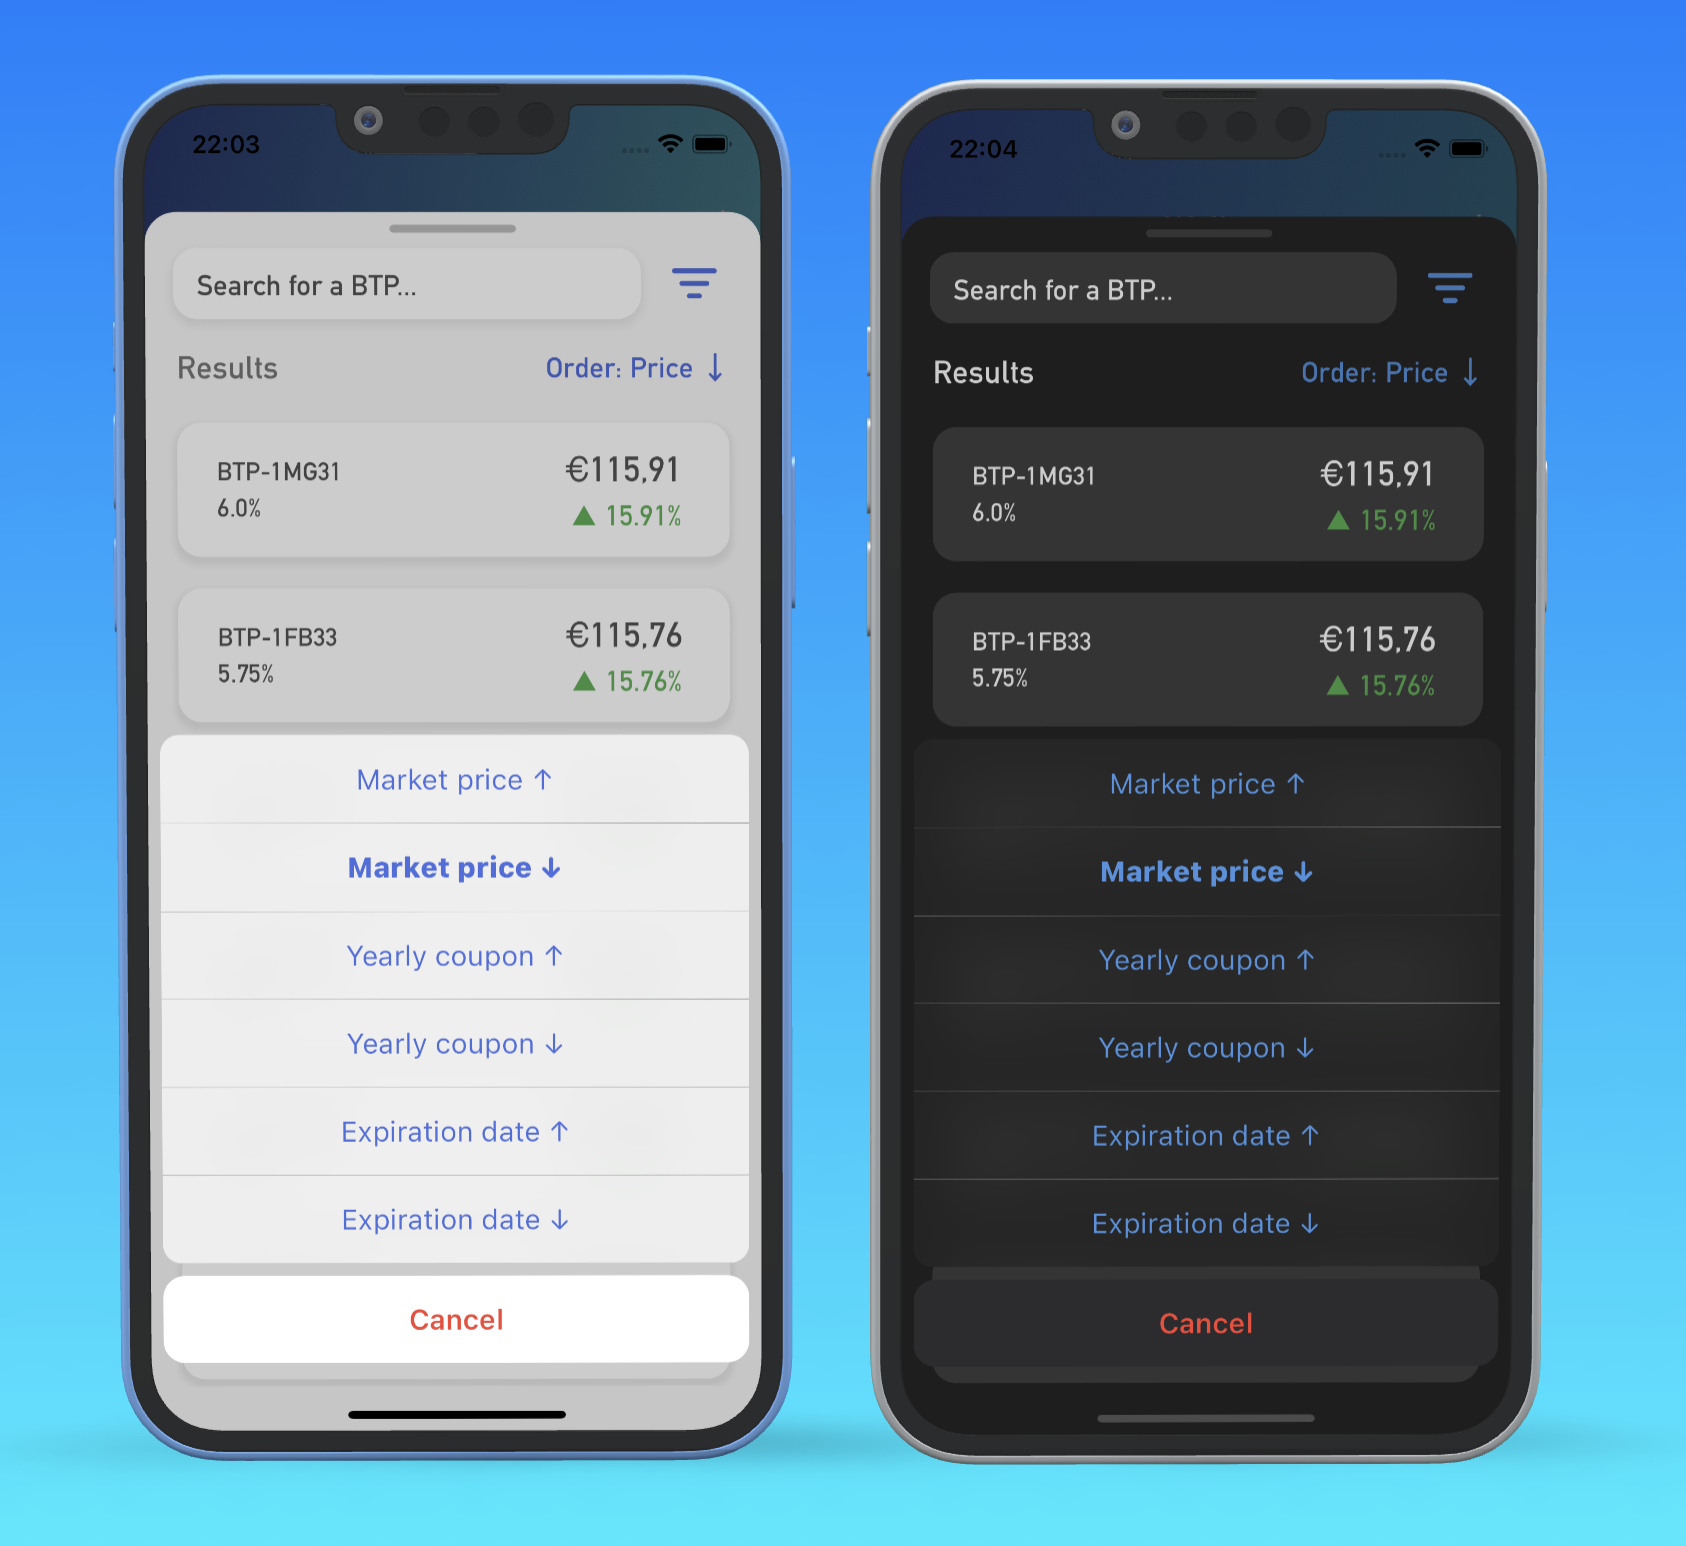 22:03
Search for a BTP...
Results
Order: Price ↓
BTP-1MG31
€115,91
6.0%
▲ 15.91%
BTP-1FB33
€115,76
5.75%
▲ 15.76%
Market price ↑
Market price ↓
Yearly coupon ↑
Yearly coupon ↓
Expiration date ↑
Expiration date ↓
Cancel
22:04
Search for a BTP...
Results
Order: Price ↓
BTP-1MG31
€115,91
6.0%
▲ 15.91%
BTP-1FB33
€115,76
5.75%
▲ 15.76%
Market price ↑
Market price ↓
Yearly coupon ↑
Yearly coupon ↓
Expiration date ↑
Expiration date ↓
Cancel